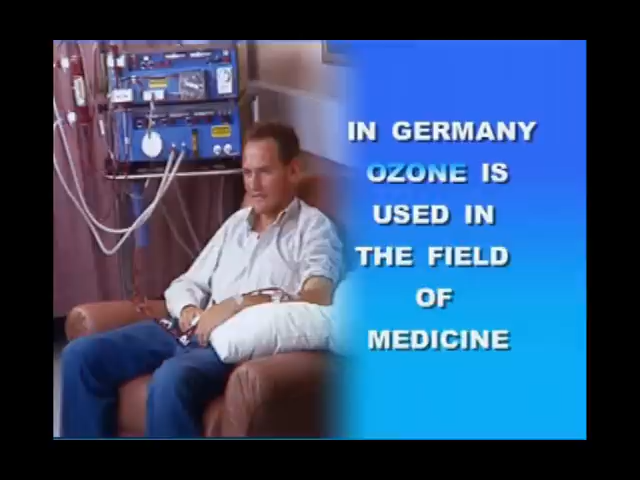 IN GERMANY
OZONE IS
USED IN
THE FIELD
OF
MEDICINE